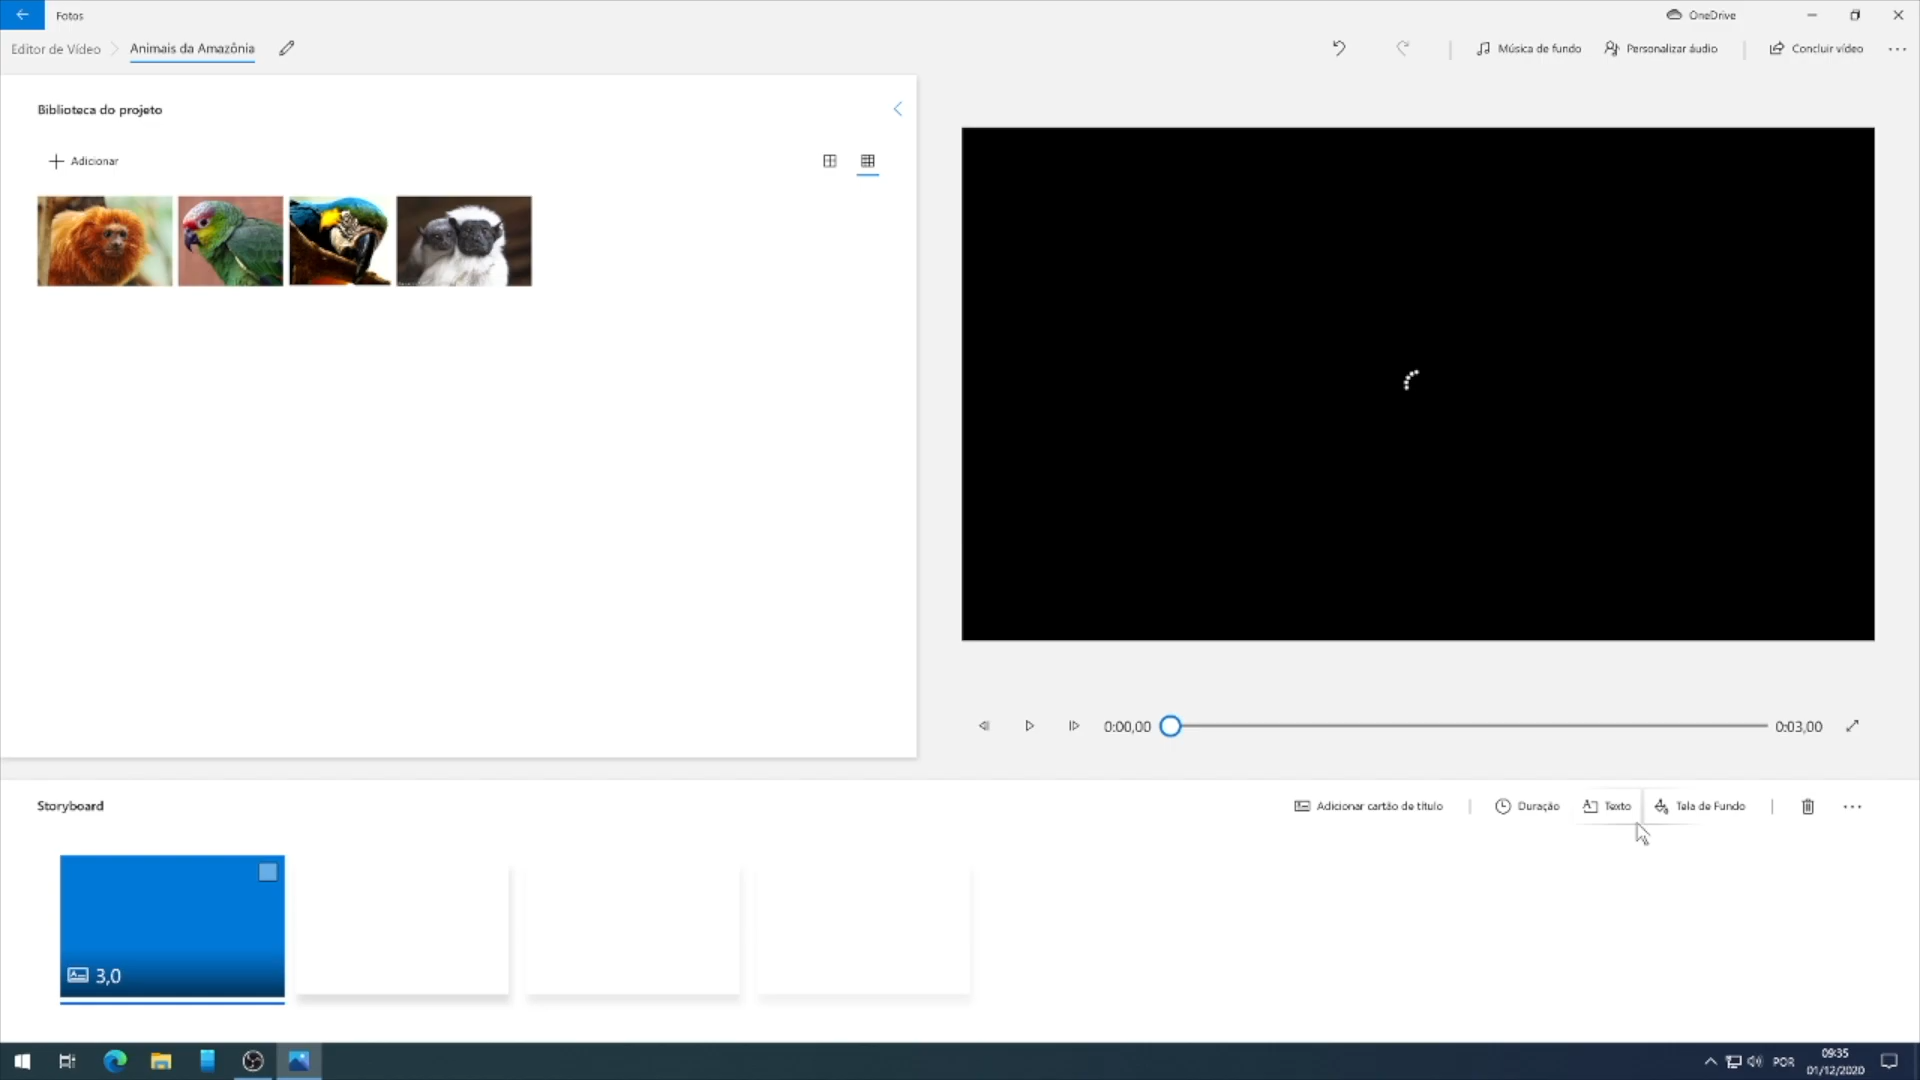 Fotos
OneDrive
Editor de Vídeo
Animais da Amazônia
Música de fundo
Personalizar áudio
Concluir vídeo
Biblioteca do projeto
Adicionar
0:00,00
0:03,00
Storyboard
Adicionar cartão de título
Duração
Texto
Tela de Fundo
3,0
POR
09:35
01/12/2020